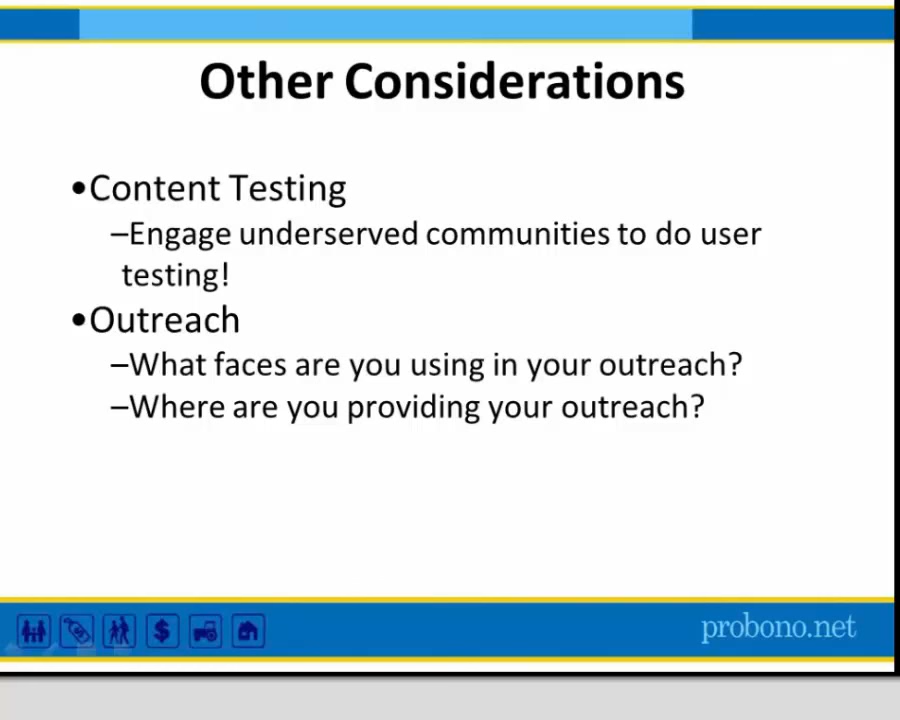 Other Considerations
•Content Testing
–Engage underserved communities to do user
testing!
•Outreach
–What faces are you using in your outreach?
–Where are you providing your outreach?
$
probono.net